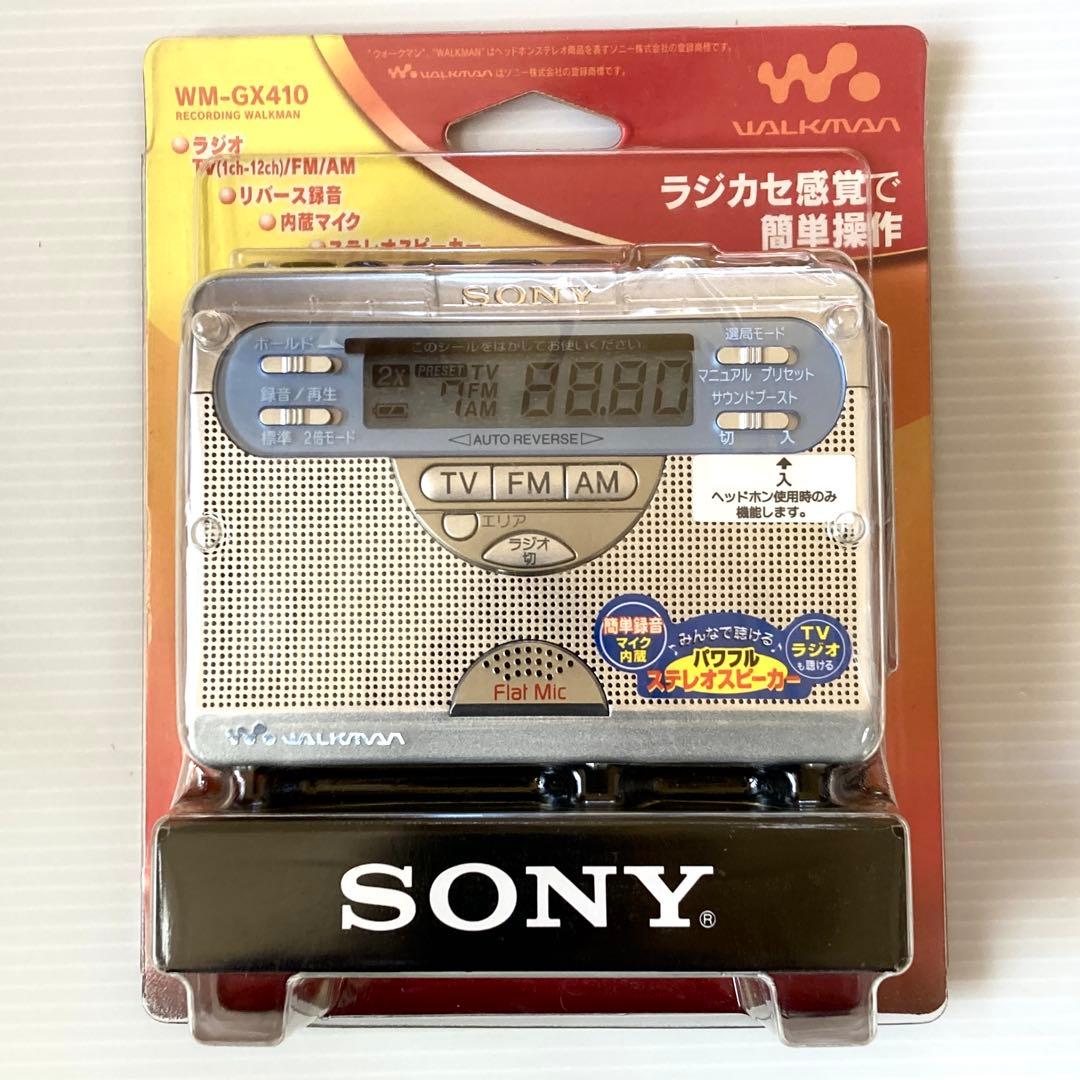 "ウォークマン"、"WALKMAN"はヘッドホンステレオ商品を表すソニー株式会社の登録商標です。
WALKMAN はソニー株式会社の登録商標です。
WALKMAN
WM-GX410
RECORDING WALKMAN
ラジオ
TV(1ch-12ch)/FM/AM
リバース録音
内蔵マイク
ステレオスピーカー
ラジカセ感覚で
簡単操作
SONY
ホールド
このシールをはがしてお使いください。
選局モード
2X
PRESET
TV
7
FM
AM
88.80
マニュアル プリセット
録音/再生
サウンドブースト
標準 2倍モード
切 入
AUTO REVERSE
TV FM AM
エリア
ラジオ
切
入
ヘッドホン使用時のみ
機能します。
簡単録音
マイク
内蔵
みんなで聴ける
パワフル
ステレオスピーカー
TV
ラジオ
も聴ける
Flat Mic
WALKMAN
SONY®